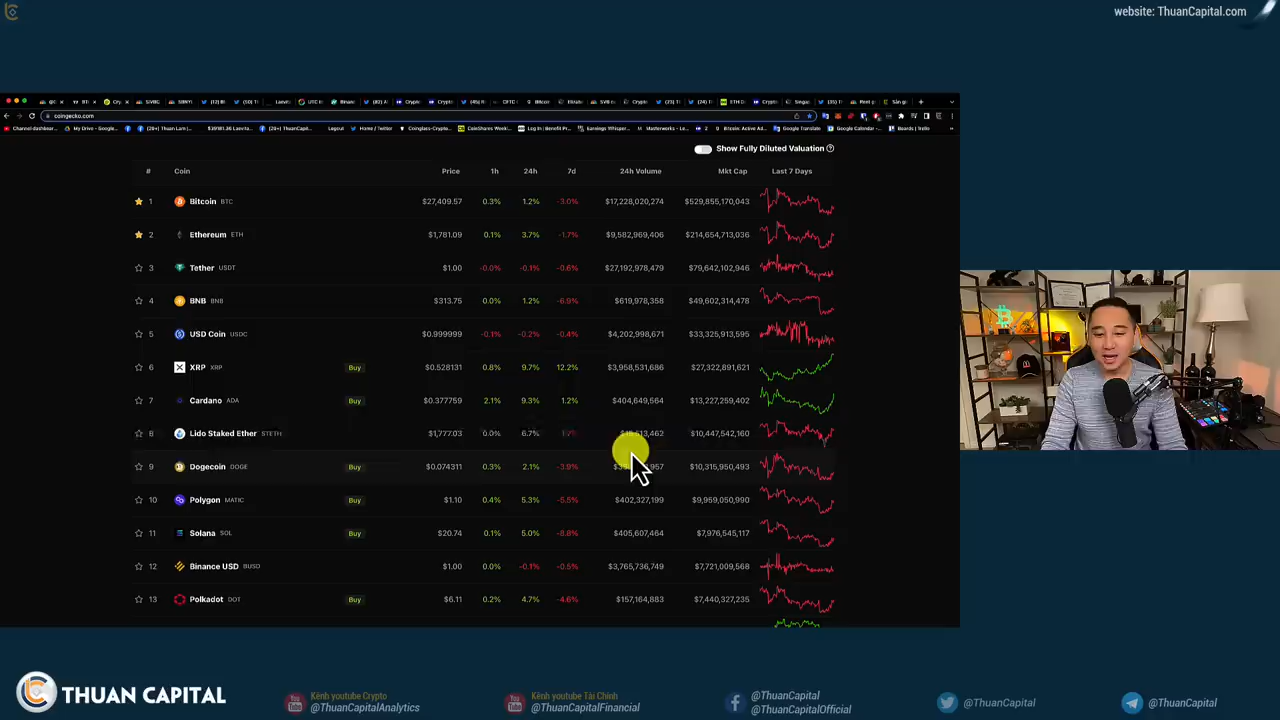 website: ThuanCapital.com
coingecko.com
Show Fully Diluted Valuation
# Coin Price 1h 24h 7d 24h Volume Mkt Cap Last 7 Days
1 Bitcoin BTC $27,409.57 0.3% 1.2% -3.0% $17,228,020,274 $529,855,170,043
2 Ethereum ETH $1,781.09 0.1% 3.7% -1.7% $9,582,969,406 $214,654,713,036
3 Tether USDT $1.00 -0.0% -0.1% -0.6% $27,192,978,479 $79,642,102,946
4 BNB BNB $313.75 0.0% 1.2% -6.9% $619,978,358 $49,602,314,478
5 USD Coin USDC $0.999999 -0.1% -0.2% -0.4% $4,202,998,671 $33,325,913,595
6 XRP XRP Buy $0.528131 0.8% 9.7% 12.2% $3,958,531,686 $27,322,891,621
7 Cardano ADA Buy $0.377759 2.1% 9.3% 1.2% $404,649,564 $13,227,259,402
8 Lido Staked Ether STETH $1,777.03 0.0% 6.7% $10,447,542,160
9 Dogecoin DOGE Buy $0.074311 0.3% 2.1% -3.9% $10,315,950,493
10 Polygon MATIC Buy $1.10 0.4% 5.3% -5.5% $402,327,199 $9,959,050,990
11 Solana SOL Buy $20.74 0.1% 5.0% -8.8% $405,607,464 $7,976,545,117
12 Binance USD BUSD $1.00 0.0% -0.1% -0.5% $3,765,736,749 $7,721,009,568
13 Polkadot DOT Buy $6.11 0.2% 4.7% -4.6% $157,164,883 $7,440,327,235
THUAN CAPITAL
Kênh youtube Crypto
@ThuanCapitalAnalytics
Kênh youtube Tài Chính
@ThuanCapitalFinancial
@ThuanCapital
@ThuanCapitalOfficial
@ThuanCapital
@ThuanCapital